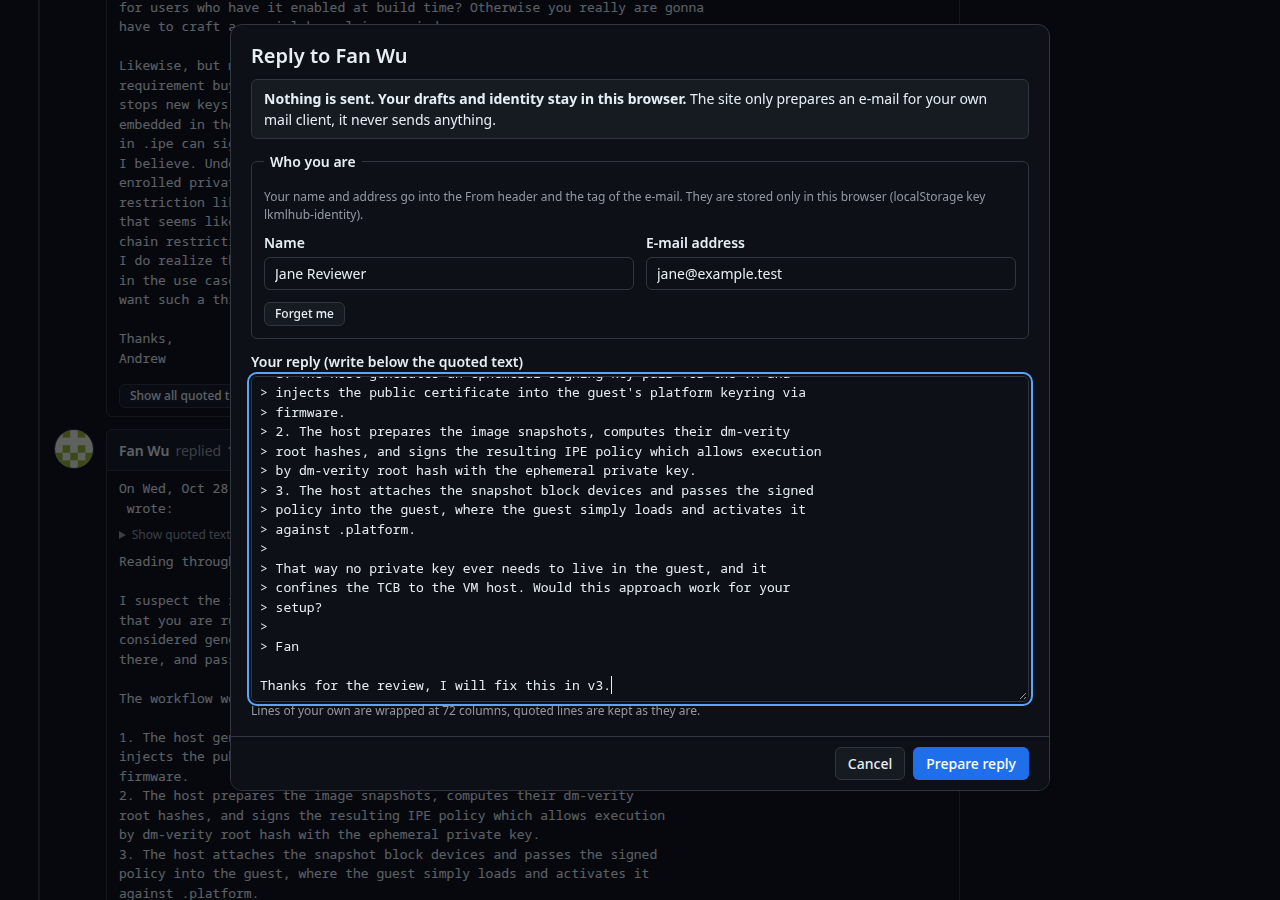 for users who have it enabled at build time? Otherwise you really are gonna
have to craft a
Likewise, but
requirement
stops new keys
embedded in the
in .ipe can
I believe.
enrolled
restriction
that seems
chain
I do realize
in the use case
want such a
Thanks,
Andrew
Show all quoted
Fan Wu replied
On Wed, Oct 28
wrote:
Show quoted text
Reading
I suspect the
that you are
considered
there, and
The workflow
1. The host
injects the
firmware.
2. The host prepares the image snapshots, computes their dm-verity
root hashes, and signs the resulting IPE policy which allows execution
by dm-verity root hash with the ephemeral private key.
3. The host attaches the snapshot block devices and passes the signed
policy into the guest, where the guest simply loads and activates it
against .platform.
Reply to Fan Wu
Nothing is sent. Your drafts and identity stay in this browser. The site only prepares an e-mail for your own
mail client, it never sends anything.
Who you are
Your name and address go into the From header and the tag of the e-mail. They are stored only in this browser (localStorage key
lkmlhub-identity).
Name
E-mail address
Jane Reviewer
jane@example.test
Forget me
Your reply (write below the quoted text)
> injects the public certificate into the guest's platform keyring via
> firmware.
> 2. The host prepares the image snapshots, computes their dm-verity
> root hashes, and signs the resulting IPE policy which allows execution
> by dm-verity root hash with the ephemeral private key.
> 3. The host attaches the snapshot block devices and passes the signed
> policy into the guest, where the guest simply loads and activates it
> against .platform.
>
> That way no private key ever needs to live in the guest, and it
> confines the TCB to the VM host. Would this approach work for your
> setup?
>
> Fan
Thanks for the review, I will fix this in v3.
Lines of your own are wrapped at 72 columns, quoted lines are kept as they are.
Cancel
Prepare reply